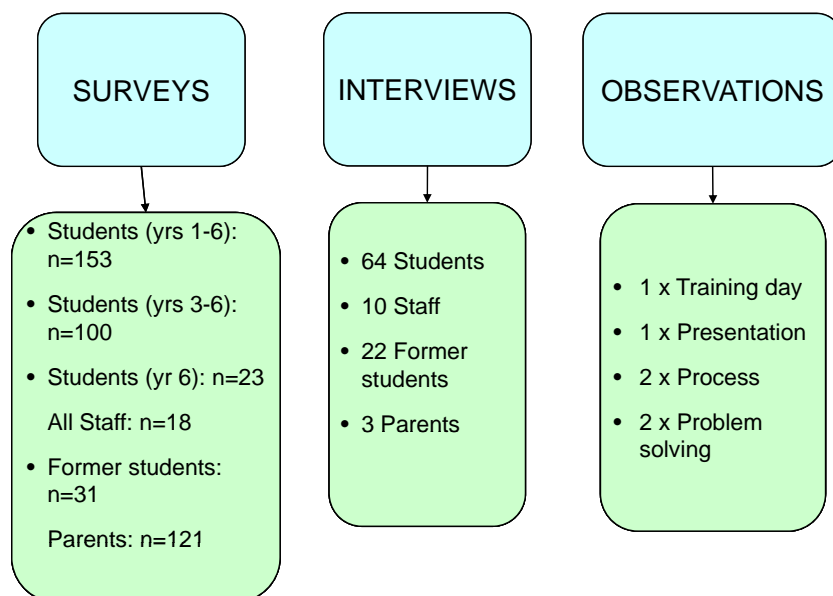 SURVEYS
• Students (yrs 1-6):
n=153
• Students (yrs 3-6):
n=100
• Students (yr 6): n=23
All Staff: n=18
• Former students:
n=31
Parents: n=121
INTERVIEWS
• 64 Students
• 10 Staff
• 22 Former
students
• 3 Parents
OBSERVATIONS
• 1 x Training day
• 1 x Presentation
• 2 x Process
• 2 x Problem
solving